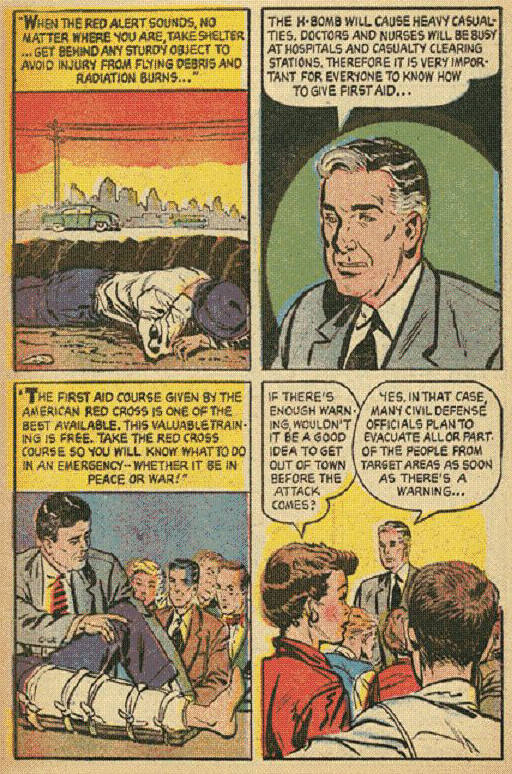 "WHEN THE RED ALERT SOUNDS, NO
MATTER WHERE YOU ARE, TAKE SHELTER
...GET BEHIND ANY STURDY OBJECT TO
AVOID INJURY FROM FLYING DEBRIS AND
RADIATION BURNS..."
THE H-BOMB WILL CAUSE HEAVY CASUAL-
TIES. DOCTORS AND NURSES WILL BE BUSY
AT HOSPITALS AND CASUALTY CLEARING
STATIONS. THEREFORE IT IS VERY IMPOR-
TANT FOR EVERYONE TO KNOW HOW
TO GIVE FIRST AID...
"THE FIRST AID COURSE GIVEN BY THE
AMERICAN RED CROSS IS ONE OF THE
BEST AVAILABLE. THIS VALUABLE TRAIN-
ING IS FREE. TAKE THE RED CROSS
COURSE SO YOU WILL KNOW WHAT TO DO
IN AN EMERGENCY--WHETHER IT BE IN
PEACE OR WAR!"
IF THERE'S
ENOUGH WARN-
ING, WOULDN'T
IT BE A GOOD
IDEA TO GET
OUT OF TOWN
BEFORE THE
ATTACK
COMES?
YES. IN THAT CASE,
MANY CIVIL DEFENSE
OFFICIALS PLAN TO
EVACUATE ALL OR PART
OF THE PEOPLE FROM
TARGET AREAS AS SOON
AS THERE'S A
WARNING...